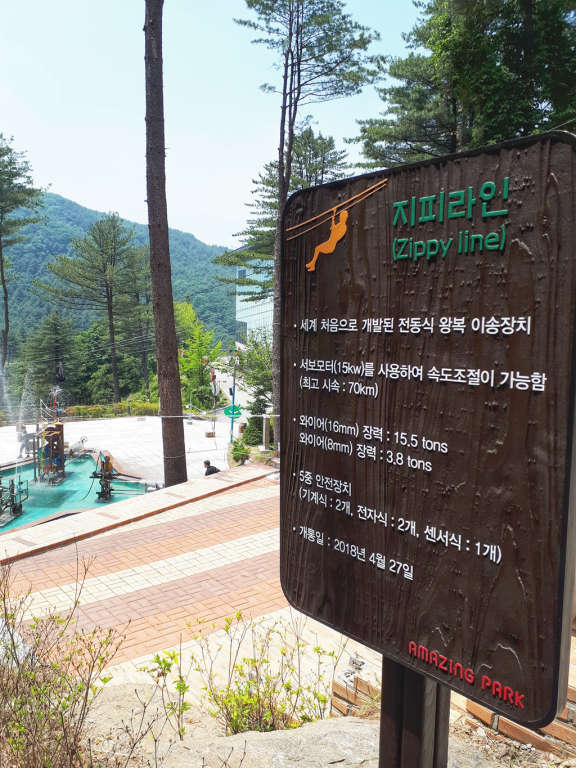 지피라인
(Zippy line)
· 세계 처음으로 개발된 전동식 왕복 이송장치
· 서보모터(15kw)를 사용하여 속도조절이 가능함
(최고 시속 : 70km)
· 와이어(16mm) 장력 : 15.5 tons
와이어(8mm) 장력 : 3.8 tons
· 5중 안전장치
(기계식 : 2개, 전자식 : 2개, 센서식 : 1개)
· 개통일 : 2018년 4월 27일
AMAZING PARK